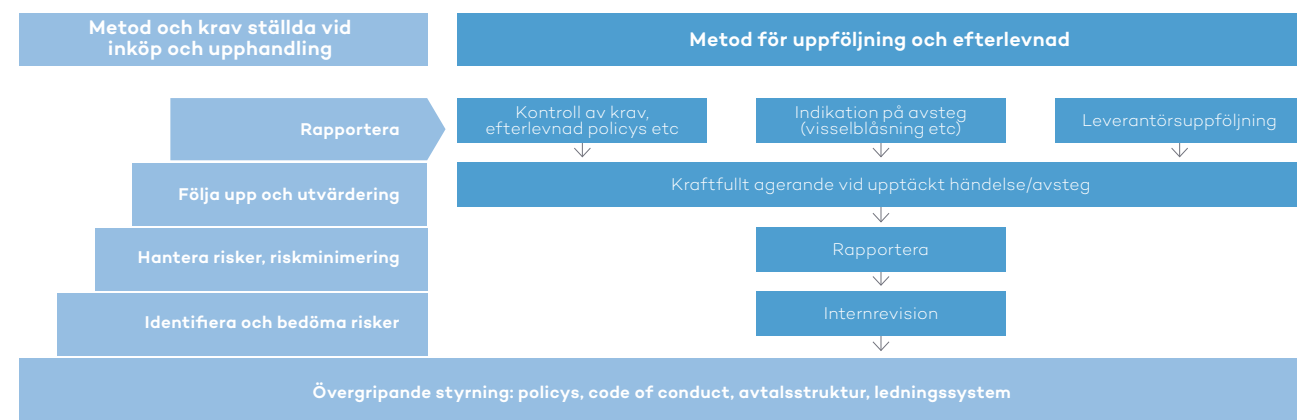 Metod och krav ställda vid
inköp och upphandling
Metod för uppföljning och efterlevnad
Rapportera
Följa upp och utvärdering
Hantera risker, riskminimering
Identifiera och bedöma risker
Kontroll av krav,
efterlevnad policys etc
Indikation på avsteg
(visselblåsning etc)
Leverantörsuppföljning
Kraftfullt agerande vid upptäckt händelse/avsteg
Rapportera
Internrevision
Övergripande styrning: policys, code of conduct, avtalsstruktur, ledningssystem